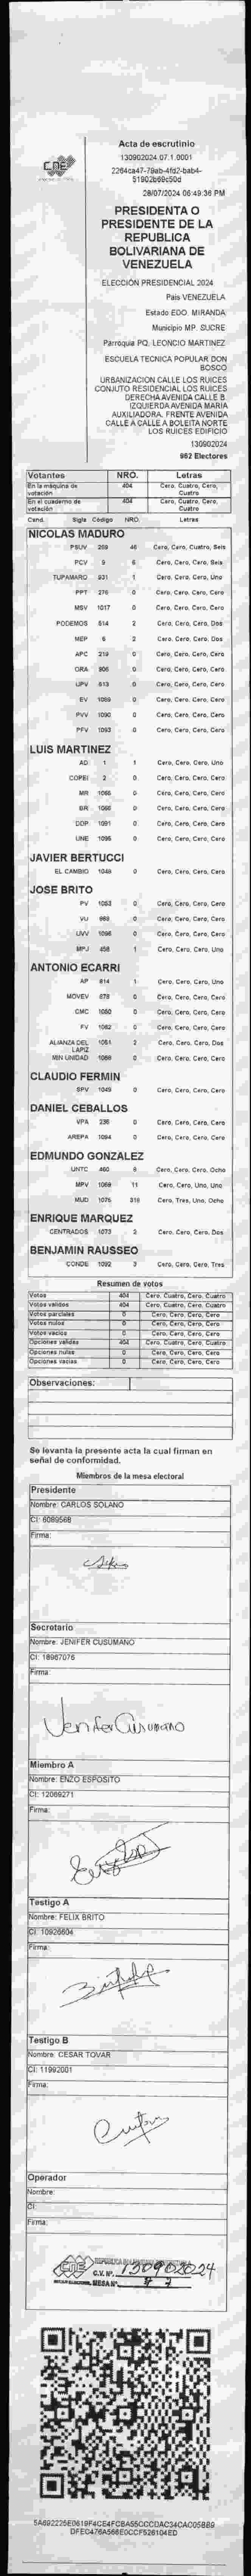 CNE
Acta de escrutinio
130902024.07.1.0001
2264ca47-79ab-4fd2-bab4-
51902b69c50d
28/07/2024 06:49:36 PM
PRESIDENTA O
PRESIDENTE DE LA
REPUBLICA
BOLIVARIANA DE
VENEZUELA
ELECCIÓN PRESIDENCIAL 2024
País VENEZUELA
Estado EDO. MIRANDA
Municipio MP. SUCRE
Parroquia PQ. LEONCIO MARTINEZ
ESCUELA TECNICA POPULAR DON
BOSCO
URBANIZACION CALLE LOS RUICES
CONJUTO RESIDENCIAL LOS RUICES
DERECHA AVENIDA CALLE B.
IZQUIERDA AVENIDA MARIA
AUXILIADORA. FRENTE AVENIDA
CALLE A CALLE A BOLEITA NORTE
LOS RUICES EDIFICIO
130902024
962 Electores
Votantes NRO. Letras
En la máquina de votación 404 Cero, Cuatro, Cero, Cuatro
En el cuaderno de votación 404 Cero, Cuatro, Cero, Cuatro
Cand. Sigla Código NRO. Letras
NICOLAS MADURO
PSUV 269 46 Cero, Cero, Cuatro, Seis
PCV 9 6 Cero, Cero, Cero, Seis
TUPAMARO 931 1 Cero, Cero, Cero, Uno
PPT 276 0 Cero, Cero, Cero, Cero
MSV 1017 0 Cero, Cero, Cero, Cero
PODEMOS 514 2 Cero, Cero, Cero, Dos
MEP 6 2 Cero, Cero, Cero, Dos
APC 219 0 Cero, Cero, Cero, Cero
ORA 906 0 Cero, Cero, Cero, Cero
UPV 813 0 Cero, Cero, Cero, Cero
EV 1089 0 Cero, Cero, Cero, Cero
PVV 1090 0 Cero, Cero, Cero, Cero
PFV 1093 0 Cero, Cero, Cero, Cero
LUIS MARTINEZ
AD 1 1 Cero, Cero, Cero, Uno
COPEI 2 0 Cero, Cero, Cero, Cero
MR 1066 0 Cero, Cero, Cero, Cero
BR 0 Cero, Cero, Cero, Cero
DDP 1091 0 Cero, Cero, Cero, Cero
UNE 1095 0 Cero, Cero, Cero, Cero
JAVIER BERTUCCI
EL CAMBIO 1048 0 Cero, Cero, Cero, Cero
JOSE BRITO
PV 1053 0 Cero, Cero, Cero, Cero
VU 969 0 Cero, Cero, Cero, Cero
UVV 1096 0 Cero, Cero, Cero, Cero
MPJ 458 1 Cero, Cero, Cero, Uno
ANTONIO ECARRI
AP 814 1 Cero, Cero, Cero, Uno
MOVEV 878 0 Cero, Cero, Cero, Cero
CMC 1050 0 Cero, Cero, Cero, Cero
FV 1062 0 Cero, Cero, Cero, Cero
ALIANZA DEL LAPIZ 1051 2 Cero, Cero, Cero, Dos
MIN UNIDAD 1068 0 Cero, Cero, Cero, Cero
CLAUDIO FERMIN
SPV 1049 0 Cero, Cero, Cero, Cero
DANIEL CEBALLOS
VPA 236 0 Cero, Cero, Cero, Cero
AREPA 1094 0 Cero, Cero, Cero, Cero
EDMUNDO GONZALEZ
UNTC 460 8 Cero, Cero, Cero, Ocho
MPV 1058 11 Cero, Cero, Uno, Uno
MUD 1075 318 Cero, Tres, Uno, Ocho
ENRIQUE MARQUEZ
CENTRADOS 1073 2 Cero, Cero, Cero, Dos
BENJAMIN RAUSSEO
CONDE 1092 3 Cero, Cero, Cero, Tres
Resumen de votos
Votos 404 Cero, Cuatro, Cero, Cuatro
Votos válidos 404 Cero, Cuatro, Cero, Cuatro
Votos parciales 0 Cero, Cero, Cero, Cero
Votos nulos 0 Cero, Cero, Cero, Cero
Votos vacíos 0 Cero, Cero, Cero, Cero
Opciones válidas 404 Cero, Cuatro, Cero, Cuatro
Opciones nulas 0 Cero, Cero, Cero, Cero
Opciones vacías 0 Cero, Cero, Cero, Cero
Observaciones:
Se levanta la presente acta la cual firman en
señal de conformidad.
Miembros de la mesa electoral
Presidente
Nombre: CARLOS SOLANO
CI: 6089568
Firma:
Secretario
Nombre: JENIFER CUSUMANO
CI: 18967076
Firma:
Jenifer Cusumano
Miembro A
Nombre: ENZO ESPOSITO
CI: 12069271
Firma:
Testigo A
Nombre: FELIX BRITO
CI: 10926604
Firma:
Testigo B
Nombre: CESAR TOVAR
CI: 11992001
Firma:
Operador
Nombre:
CI:
Firma:
CNE
C.V. Nº. 130902024
MESA Nº. # 7